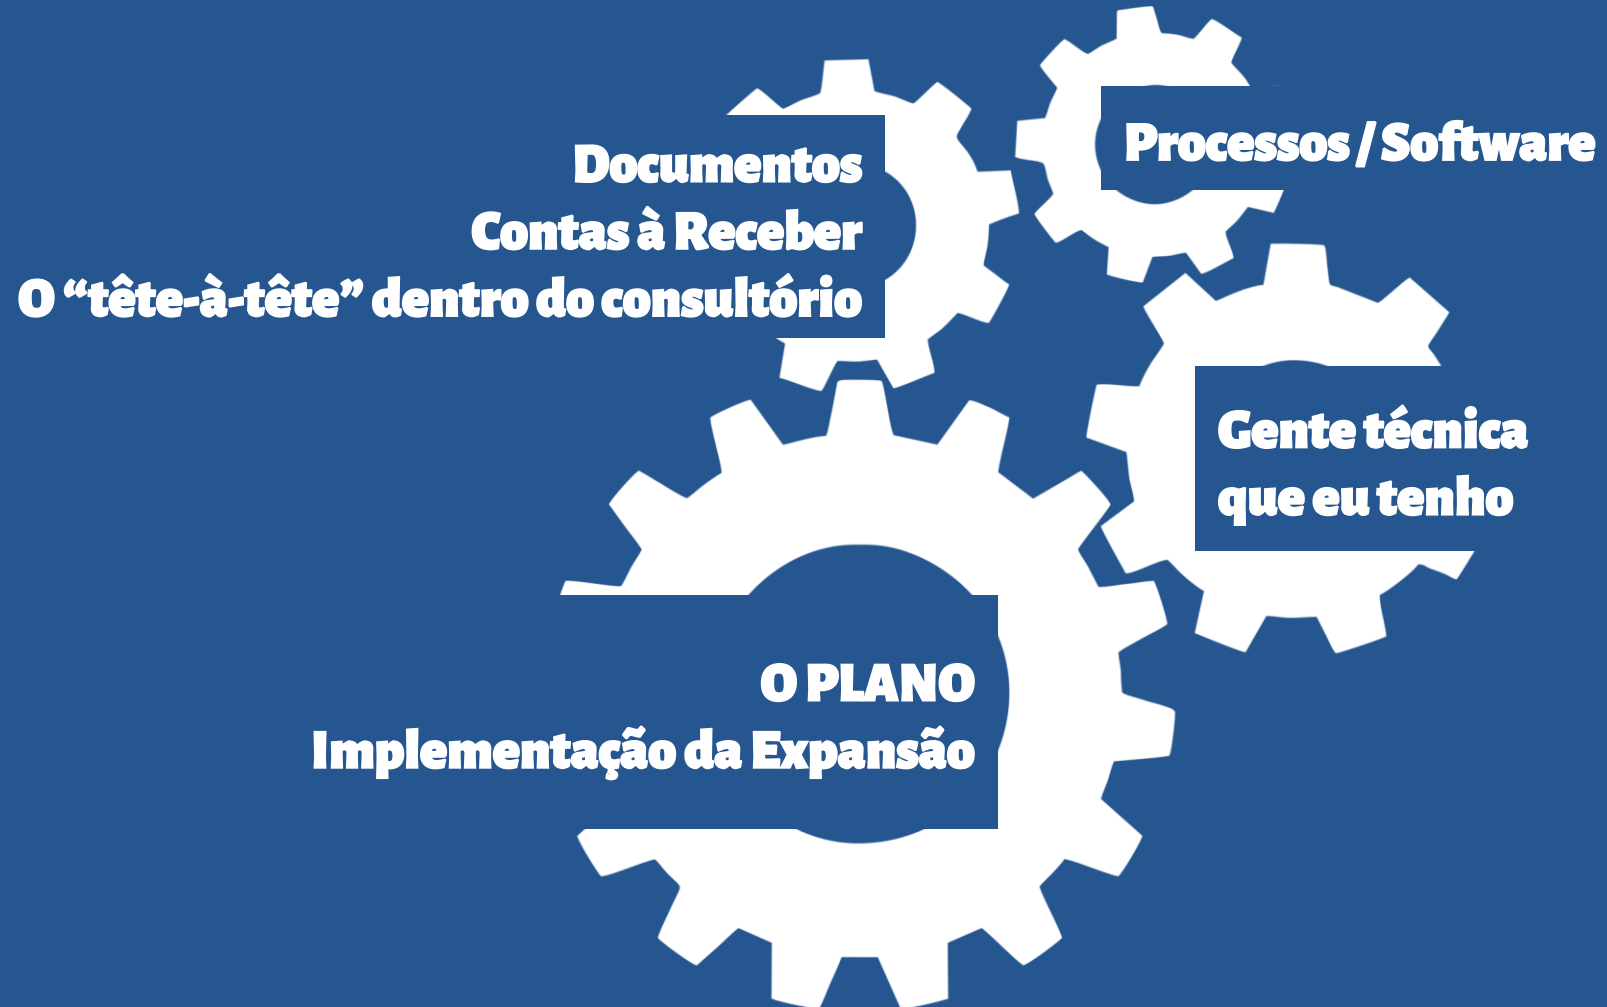 Documentos
Contas à Receber
O “tête-à-tête” dentro do consultório
Processos / Software
Gente técnica
que eu tenho
O PLANO
Implementação da Expansão